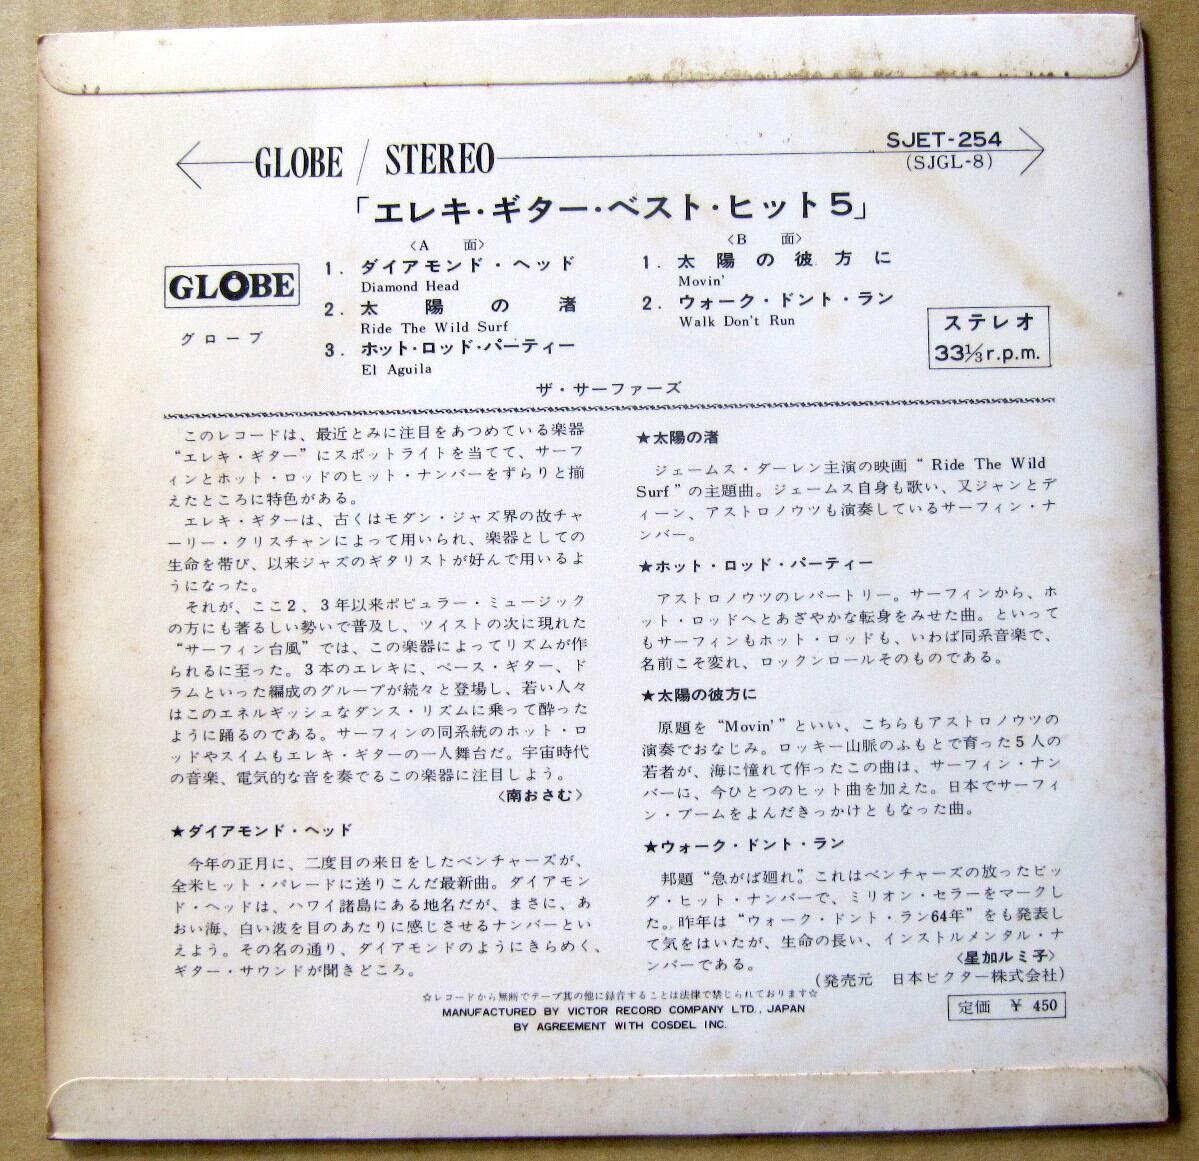 GLOBE / STEREO
SJET-254
(SJGL-8)
「エレキ・ギター・ベスト・ヒット5」
GLOBE
グローブ
〈A 面〉
1. ダイアモンド・ヘッド
Diamond Head
2. 太陽の渚
Ride The Wild Surf
3. ホット・ロッド・パーティー
El Aguila
〈B 面〉
1. 太陽の彼方に
Movin'
2. ウォーク・ドント・ラン
Walk Don't Run
ステレオ
33⅓r.p.m.
ザ・サーファーズ
このレコードは、最近とみに注目をあつめている楽器
“エレキ・ギター”にスポットライトを当てて、サーフ
ィンとホット・ロッドのヒット・ナンバーをずらりと揃
えたところに特色がある。
エレキ・ギターは、古くはモダン・ジャズ界の故チャ
ーリー・クリスチャンによって用いられ、楽器としての
生命を帯び、以来ジャズのギタリストが好んで用いるよ
うになった。
それが、ここ2、3年以来ポピュラー・ミュージック
の方にも著るしい勢いで普及し、ツイストの次に現れた
“サーフィン台風”では、この楽器によってリズムが作
られるに至った。3本のエレキに、ベース・ギター、ド
ラムといった編成のグループが続々と登場し、若い人々
はこのエネルギッシュなダンス・リズムに乗って酔った
ように踊るのである。サーフィンの同系統のホット・ロ
ッドやスイムもエレキ・ギターの一人舞台だ。宇宙時代
の音楽、電気的な音を奏でるこの楽器に注目しよう。
〈南おさむ〉
★ダイアモンド・ヘッド
今年の正月に、二度目の来日をしたベンチャーズが、
全米ヒット・パレードに送りこんだ最新曲。ダイアモン
ド・ヘッドは、ハワイ諸島にある地名だが、まさに、あ
おい海、白い波を目のあたりに感じさせるナンバーとい
えよう。その名の通り、ダイアモンドのようにきらめく、
ギター・サウンドが聞きどころ。
★太陽の渚
ジェームス・ダーレン主演の映画“Ride The Wild
Surf”の主題曲。ジェームス自身も歌い、又ジャンとデ
ィーン、アストロノウツも演奏しているサーフィン・ナ
ンバー。
★ホット・ロッド・パーティー
アストロノウツのレパートリー。サーフィンから、ホ
ット・ロッドへとあざやかな転身をみせた曲。といって
もサーフィンもホット・ロッドも、いわば同系音楽で、
名前こそ変れ、ロックンロールそのものである。
★太陽の彼方に
原題を“Movin'”といい、こちらもアストロノウツの
演奏でおなじみ。ロッキー山脈のふもとで育った5人の
若者が、海に憧れて作ったこの曲は、サーフィン・ナン
バーに、今ひとつのヒット曲を加えた。日本でサーフィ
ン・ブームをよんだきっかけともなった曲。
★ウォーク・ドント・ラン
邦題“急がば廻れ”。これはベンチャーズの放ったビッ
グ・ヒット・ナンバーで、ミリオン・セラーをマークし
た。昨年は“ウォーク・ドント・ラン64年”をも発表し
て気をはいたが、生命の長い、インストルメンタル・ナ
ンバーである。
〈星加ルミ子〉
(発売元 日本ビクター株式会社)
☆レコードから無断でテープ其の他に録音することは法律で禁じられております☆
MANUFACTURED BY VICTOR RECORD COMPANY LTD., JAPAN
BY AGREEMENT WITH COSDEL INC.
定価 ¥ 450